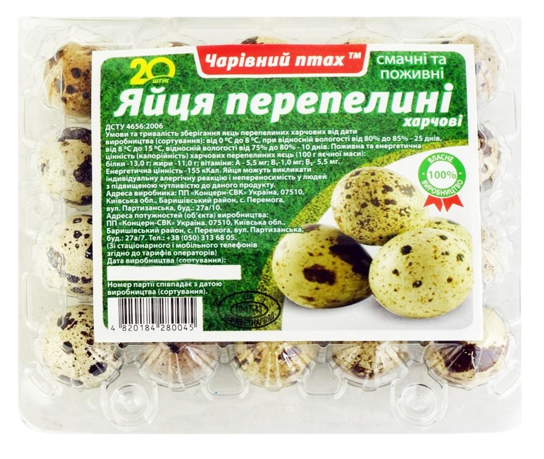 20 ШТУК
Чарівний птах™
смачні та
поживні
Яйця перепелині
харчові
ДСТУ 4656:2006
Умови та тривалість зберігання яєць перепелиних харчових від дати
виробництва (сортування): від 0 °С до 8 °С, при відносній вологості від 80% до 85% - 25 днів,
від 8 °С до 15 °С, відносній вологості від 75% до 80% - 10 днів. Поживна та енергетична
цінність (калорійність) харчових перепелиних яєць (100 г яєчної маси):
білки -13,0 г; жири -11,0 г; вітаміни: А- 5,5 мг, В₁-1,0 мг; В₂- 5,5 мг.
Енергетична цінність -155 кКал. Яйця можуть викликати
індивідуальну алергічну реакцію і непереносимість у людей
з підвищеною чутливістю до даного продукту.
Адреса виробника: ПП «Концерн-СВК» Україна, 07510,
Київська обл., Баришівський район, с. Перемога,
вул. Партизанська, буд.: 27а/10.
Адреса потужностей (об'єкта) виробництва:
ПП «Концерн-СВК» Україна, 07510, Київська обл.,
Баришівський район, с. Перемога, вул. Партизанська,
буд.: 27а/7. Тел.: +38 (050) 313 68 05.
(Зі стаціонарного і мобільного телефонів
згідно до тарифів операторів)
Дата виробництва (сортування):
Номер партії співпадає з датою
виробництва (сортування).
ВЛАСНЕ
100%
ВИРОБНИЦТВО
4 820184 280045